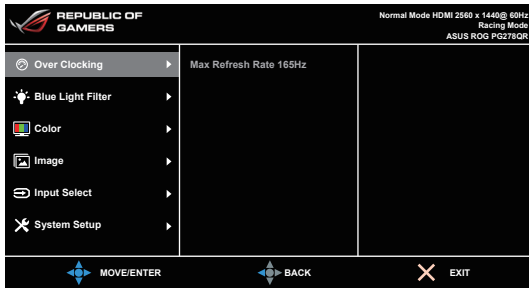 REPUBLIC OF
GAMERS
Normal Mode HDMI 2560 x 1440@ 60Hz
Racing Mode
ASUS ROG PG278QR
Over Clocking
Max Refresh Rate 165Hz
Blue Light Filter
Color
Image
Input Select
System Setup
MOVE/ENTER
BACK
EXIT